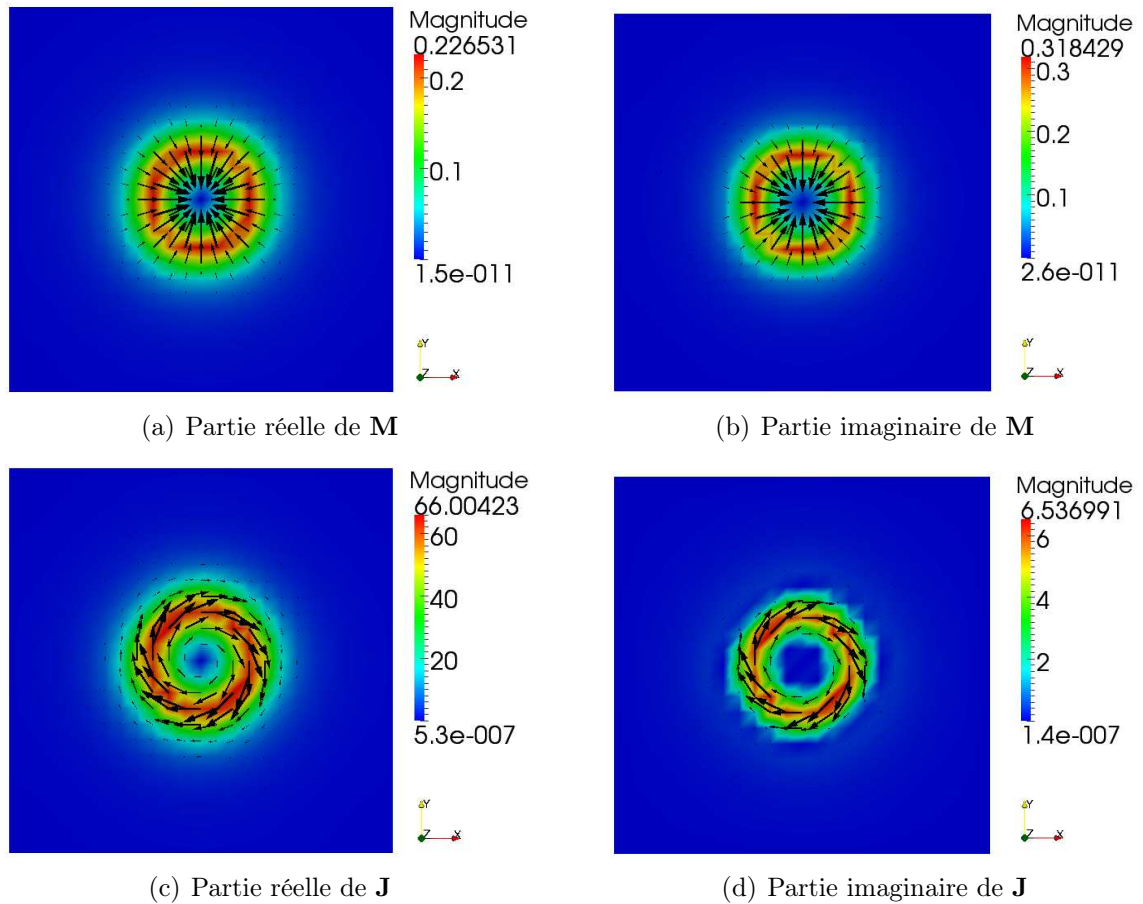 Magnitude
0.226531
0.2
0.1
1.5e-011
Y
Z
X
(a) Partie réelle de M
Magnitude
0.318429
0.3
0.2
0.1
2.6e-011
Y
Z
X
(b) Partie imaginaire de M
Magnitude
66.00423
60
40
20
5.3e-007
Y
Z
X
(c) Partie réelle de J
Magnitude
6.536991
6
4
2
1.4e-007
Y
Z
X
(d) Partie imaginaire de J